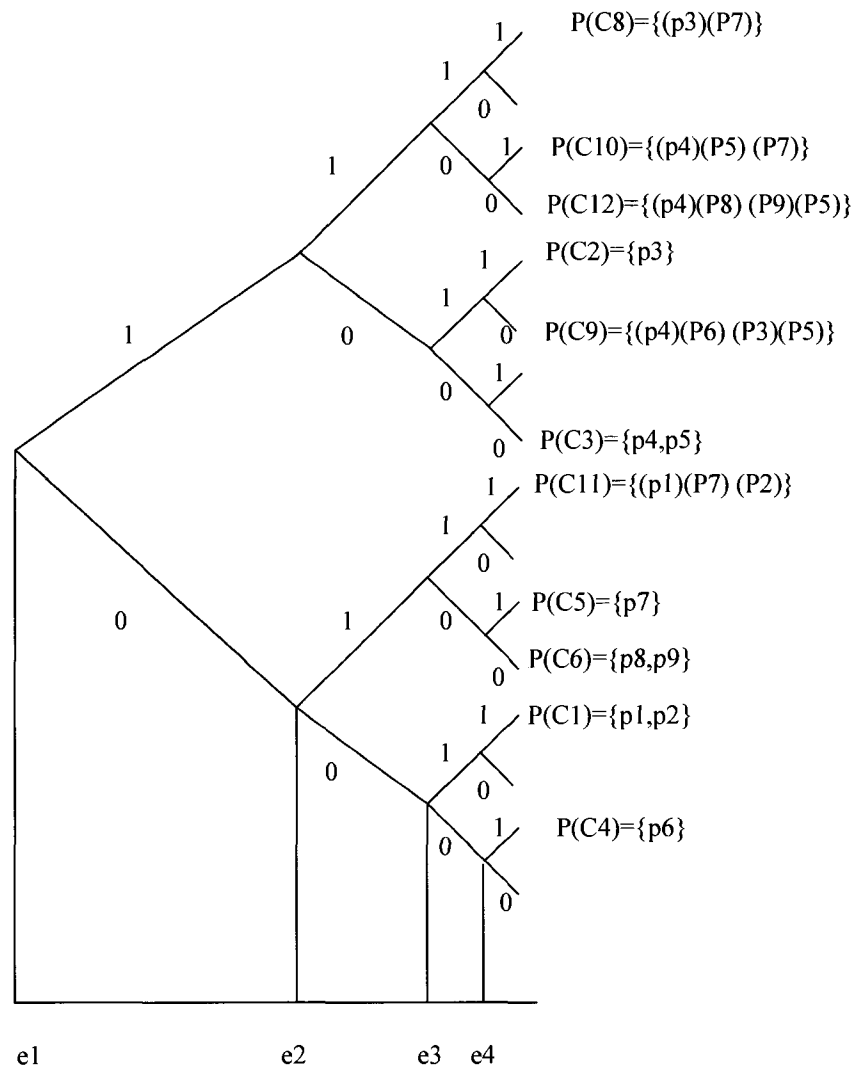 1 P(C8)={(p3)(P7)}
1
0
1 P(C10)={(p4)(P5) (P7)}
1
0
0 P(C12)={(p4)(P8) (P9)(P5)}
1 P(C2)={p3}
1
1
0
0 P(C9)={(p4)(P6) (P3)(P5)}
1
0
0 P(C3)={p4,p5}
1 P(C11)={(p1)(P7) (P2)}
1
0
0
1
0
1 P(C5)={p7}
0 P(C6)={p8,p9}
1 P(C1)={p1,p2}
1
0
0
1 P(C4)={p6}
0
0
e1 e2 e3 e4